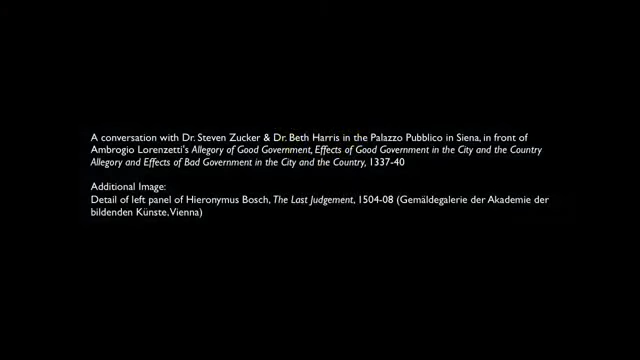 A conversation with Dr. Steven Zucker & Dr. Beth Harris in the Palazzo Pubblico in Siena, in front of
Ambrogio Lorenzetti's Allegory of Good Government, Effects of Good Government in the City and the Country
Allegory and Effects of Bad Government in the City and the Country, 1337-40
Additional Image:
Detail of left panel of Hieronymus Bosch, The Last Judgement, 1504-08 (Gemäldegalerie der Akademie der
bildenden Künste, Vienna)